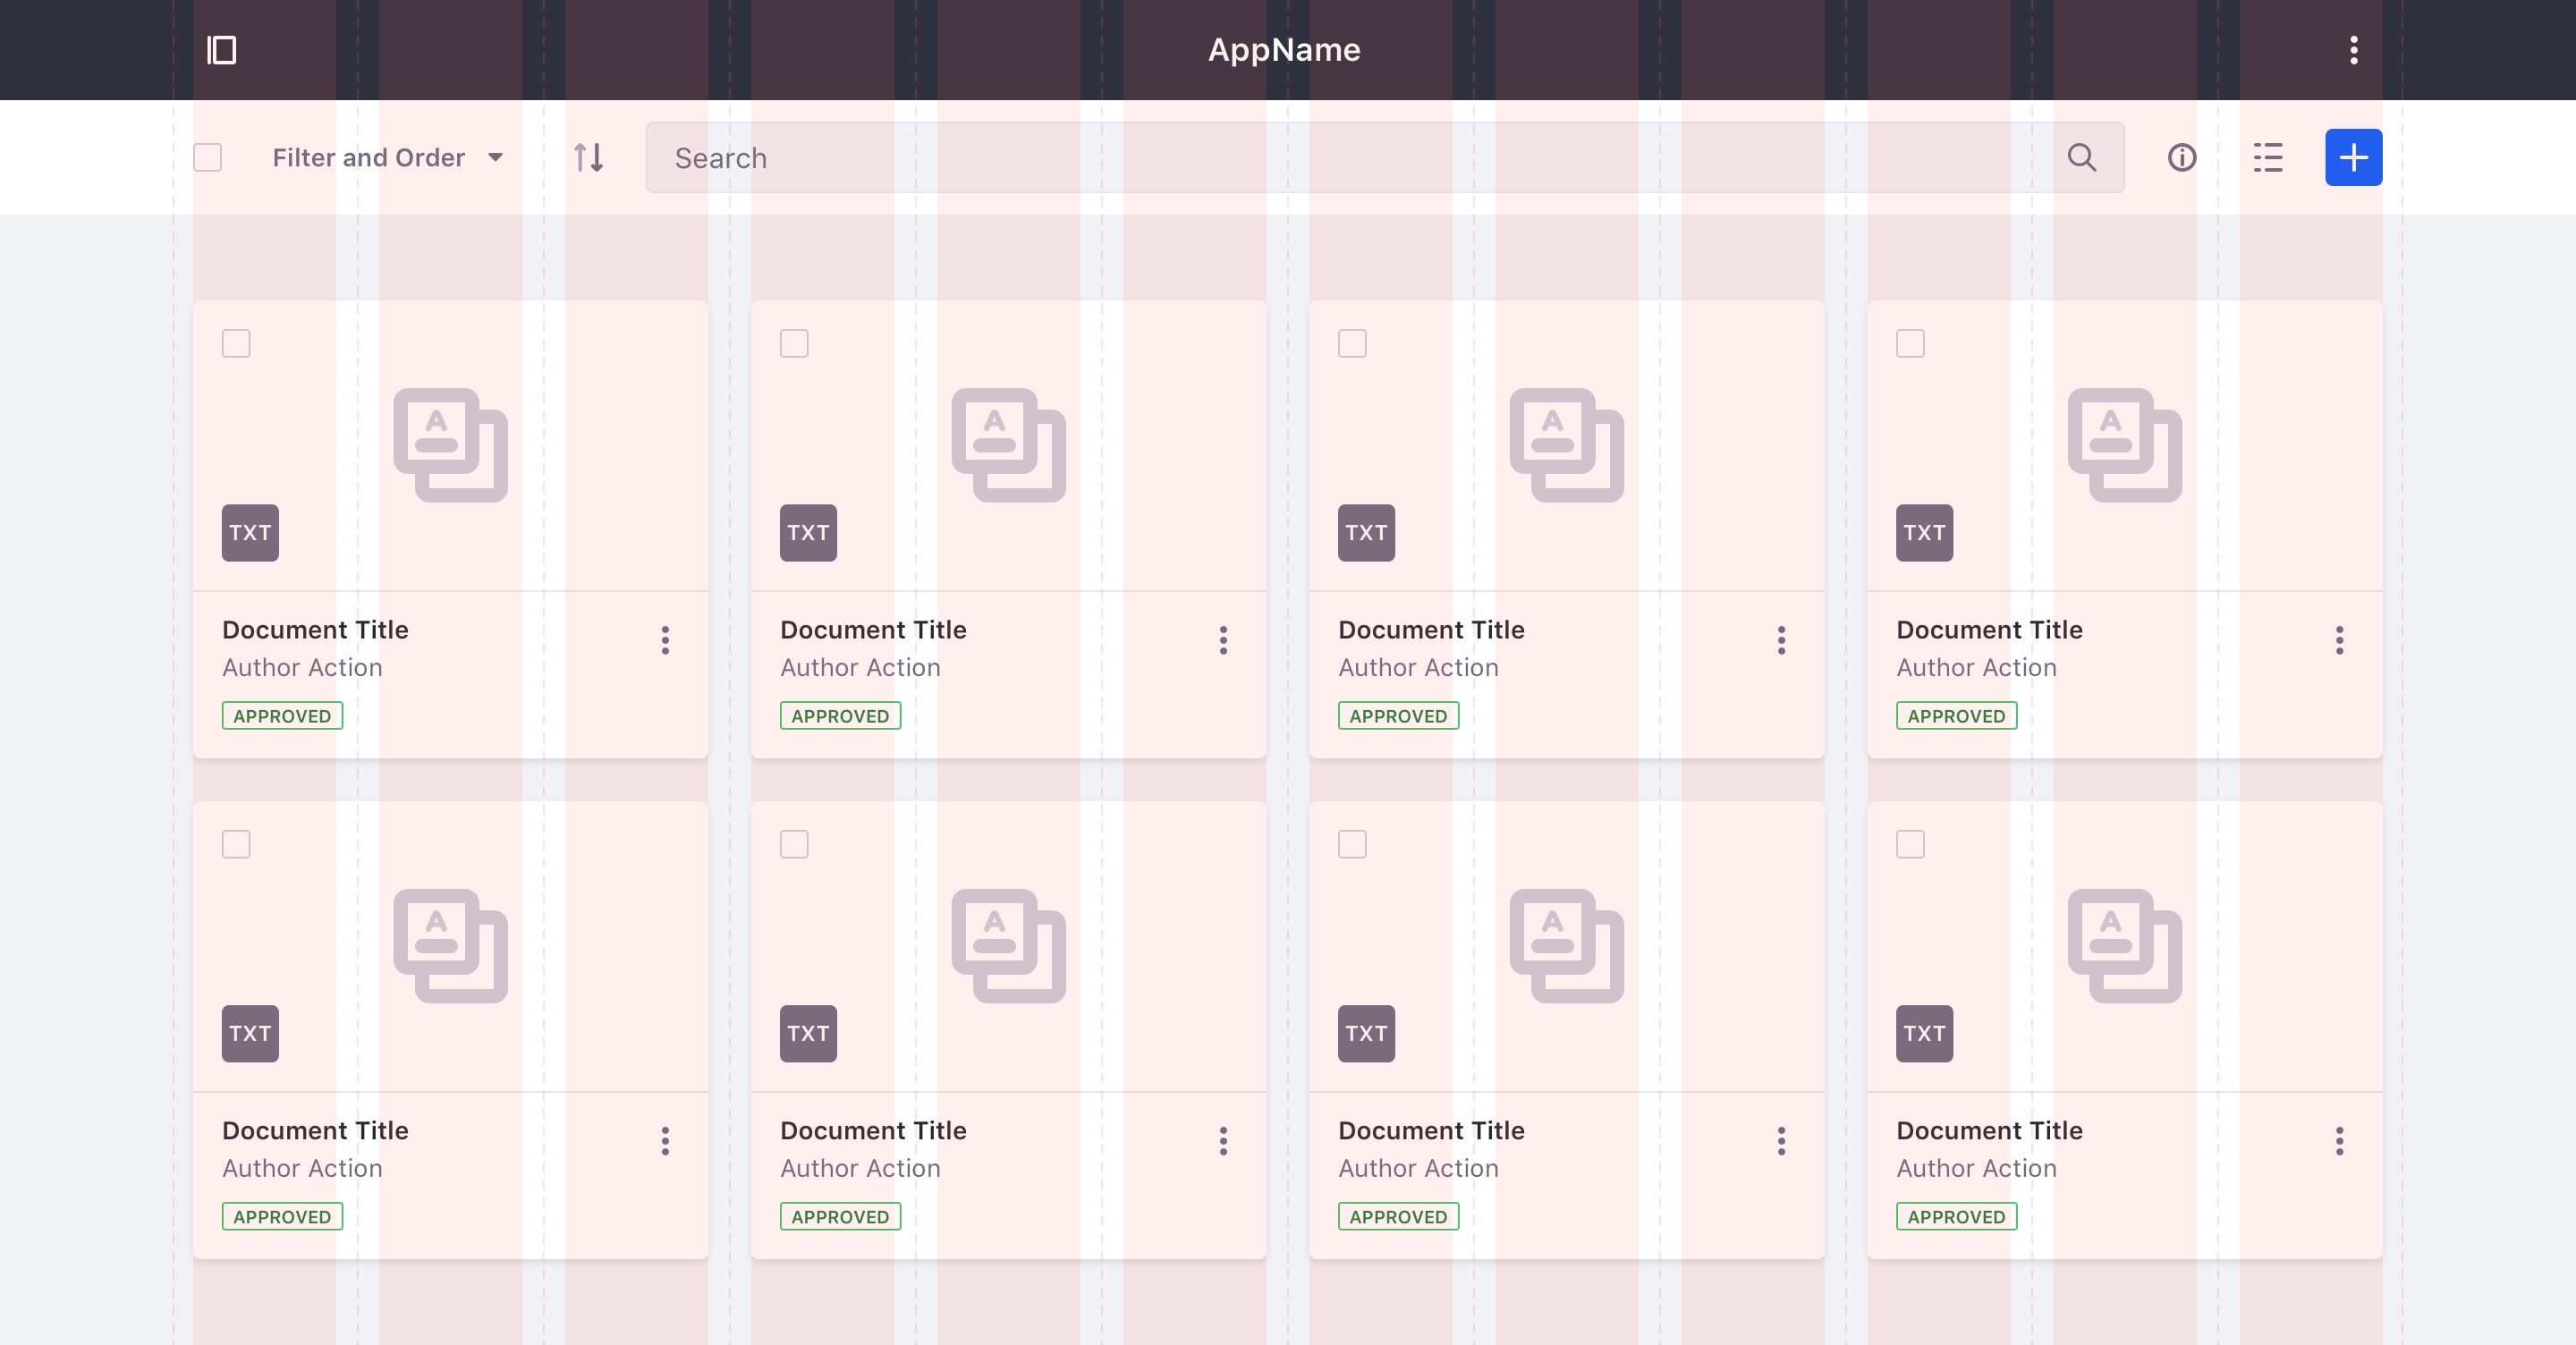 AppName
Filter and Order
Search
A
A
A
A
TXT
TXT
TXT
TXT
Document Title
Document Title
Document Title
Document Title
Author Action
Author Action
Author Action
Author Action
APPROVED
APPROVED
APPROVED
APPROVED
A
A
A
A
TXT
TXT
TXT
TXT
Document Title
Document Title
Document Title
Document Title
Author Action
Author Action
Author Action
Author Action
APPROVED
APPROVED
APPROVED
APPROVED